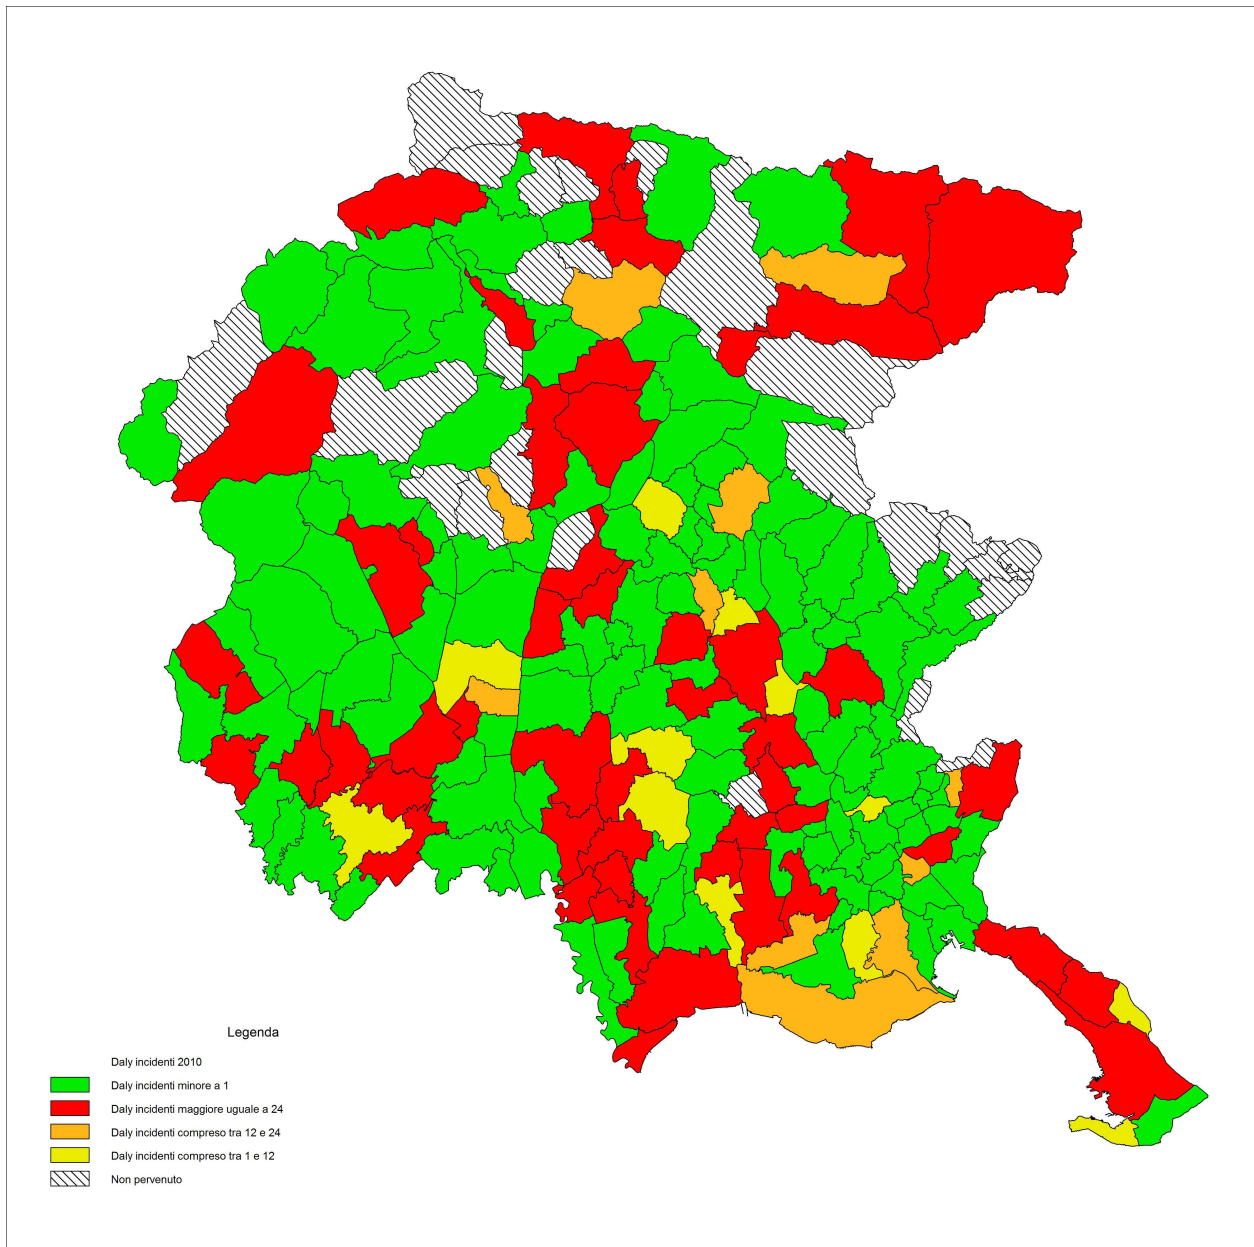 Legenda
Daly incidenti 2010
Daly incidenti minore a 1
Daly incidenti maggiore uguale a 24
Daly incidenti compreso tra 12 e 24
Daly incidenti compreso tra 1 e 12
Non pervenuto